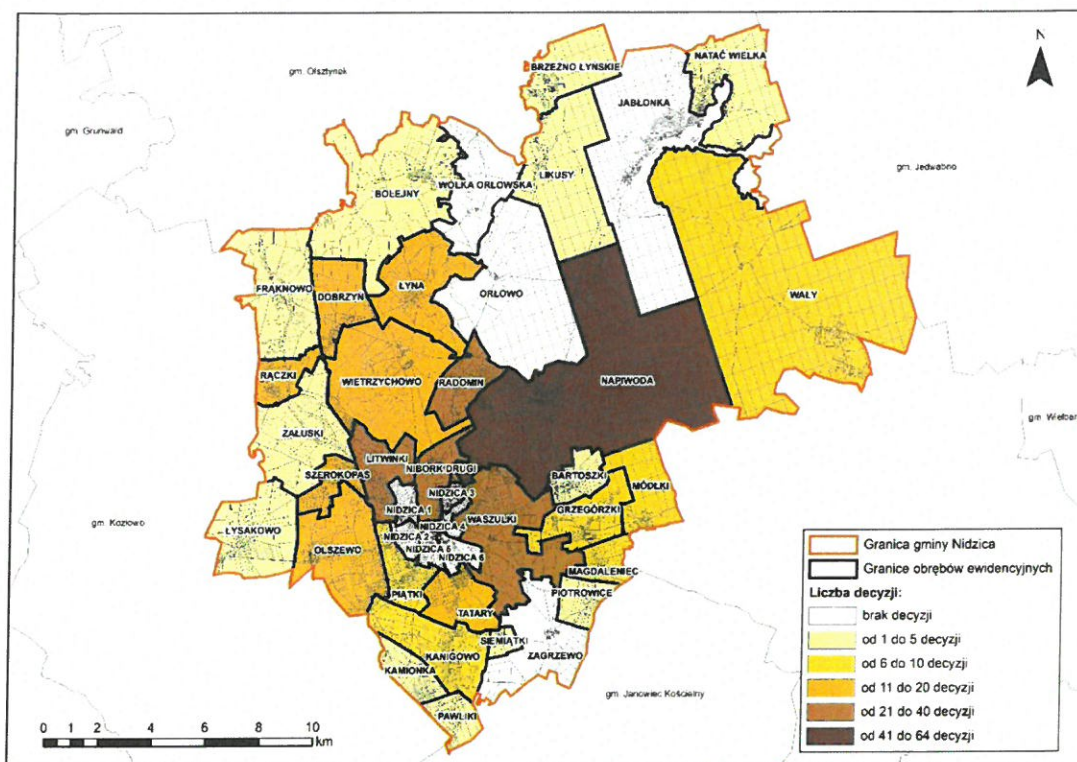 N
gm. Olsztynek
BRZEŹNO ŁYŃSKIE
NATAĆ WIELKA
JABŁONKA
gm. Grunwald
gm. Jedwabno
WÓLKA ORŁOWSKA
LIKUSY
BOLEJNY
FRĄKNOWO
DOBRZYŃ
ŁYNA
ORŁOWO
WAŁY
RĄCZKI
WIETRZYCHOWO
RADOMIN
NAPIWODA
ZAŁUSKI
LITWINKI
NIBORK DRUGI
SZEROKOPAS
BARTOSZKI
MÓDŁKI
NIDZICA 3
NIDZICA 1
WASZULKI
GRZEGÓRZKI
gm. Kozłowo
ŁYSAKOWO
NIDZICA 4
NIDZICA 2
NIDZICA 5
NIDZICA 6
OLSZEWO
MAGDALENIEC
PIĄTKI
PIOTROWICE
TATARY
SIEMIĄTKI
KANIGOWO
ZAGRZEWO
KAMIONKA
PAWLIKI
gm. Janowiec Kościelny
Granica gminy Nidzica
Granice obrębów ewidencyjnych
Liczba decyzji:
brak decyzji
od 1 do 5 decyzji
od 6 do 10 decyzji
od 11 do 20 decyzji
od 21 do 40 decyzji
od 41 do 64 decyzji
0 1 2 4 6 8 10
km